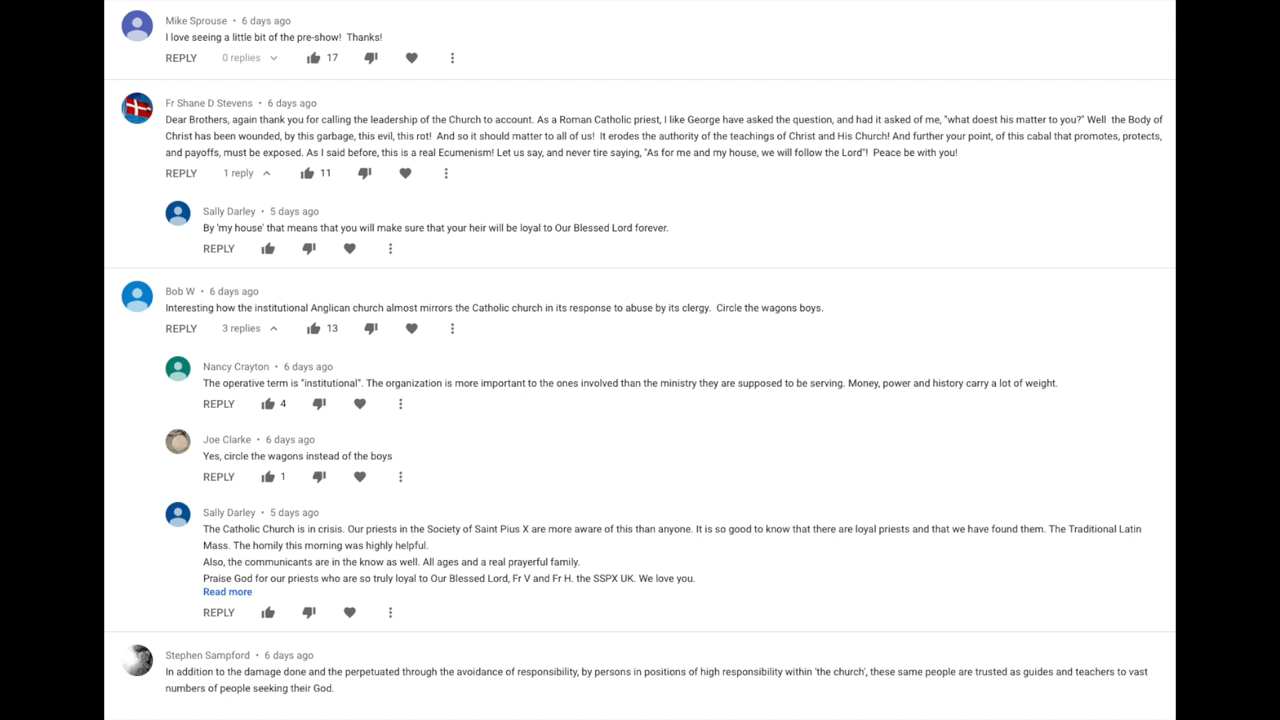 Mike Sprouse • 6 days ago
I love seeing a little bit of the pre-show! Thanks!
REPLY 0 replies 17
Fr Shane D Stevens • 6 days ago
Dear Brothers, again thank you for calling the leadership of the Church to account. As a Roman Catholic priest, I like George have asked the question, and had it asked of me, "what doest his matter to you?" Well the Body of
Christ has been wounded, by this garbage, this evil, this rot! And so it should matter to all of us! It erodes the authority of the teachings of Christ and His Church! And further your point, of this cabal that promotes, protects,
and payoffs, must be exposed. As I said before, this is a real Ecumenism! Let us say, and never tire saying, "As for me and my house, we will follow the Lord"! Peace be with you!
REPLY 1 reply 11
Sally Darley • 5 days ago
By 'my house' that means that you will make sure that your heir will be loyal to Our Blessed Lord forever.
REPLY
Bob W • 6 days ago
Interesting how the institutional Anglican church almost mirrors the Catholic church in its response to abuse by its clergy. Circle the wagons boys.
REPLY 3 replies 13
Nancy Crayton • 6 days ago
The operative term is "institutional". The organization is more important to the ones involved than the ministry they are supposed to be serving. Money, power and history carry a lot of weight.
REPLY 4
Joe Clarke • 6 days ago
Yes, circle the wagons instead of the boys
REPLY 1
Sally Darley • 5 days ago
The Catholic Church is in crisis. Our priests in the Society of Saint Pius X are more aware of this than anyone. It is so good to know that there are loyal priests and that we have found them. The Traditional Latin
Mass. The homily this morning was highly helpful.
Also, the communicants are in the know as well. All ages and a real prayerful family.
Praise God for our priests who are so truly loyal to Our Blessed Lord, Fr V and Fr H. the SSPX UK. We love you.
Read more
REPLY
Stephen Sampford • 6 days ago
In addition to the damage done and the perpetuated through the avoidance of responsibility, by persons in positions of high responsibility within 'the church', these same people are trusted as guides and teachers to vast
numbers of people seeking their God.